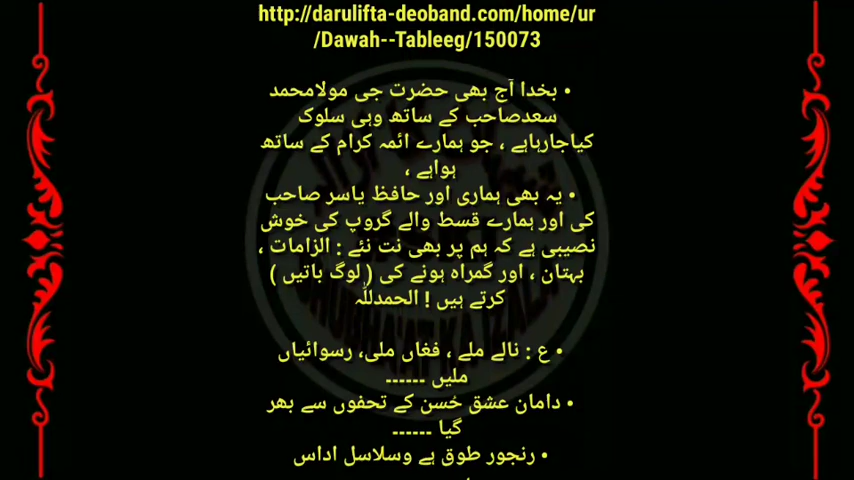 http://darulifta-deoband.com/home/ur
/Dawah--Tableeg/150073
• بخدا آج بھی حضرت جی مولامحمد
سعدصاحب کے ساتھ وہی سلوک
کیاجارہاہے ، جو ہمارے ائمہ کرام کے ساتھ
ہواہے ،
• یہ بھی ہماری اور حافظ یاسر صاحب
کی اور ہمارے قسط والے گروپ کی خوش
نصیبی ہے کہ ہم پر بھی نت نئے : الزامات ،
بہتان ، اور گمراہ ہونے کی ( لوگ باتیں )
کرتے ہیں ! الحمدللّٰہ
• ع : نالے ملے ، فغاں ملی، رسوائیاں
ملیں ------
• دامان عشق حُسن کے تحفوں سے بھر
گیا ------
• رنجور طوق ہے وسلاسل اداس